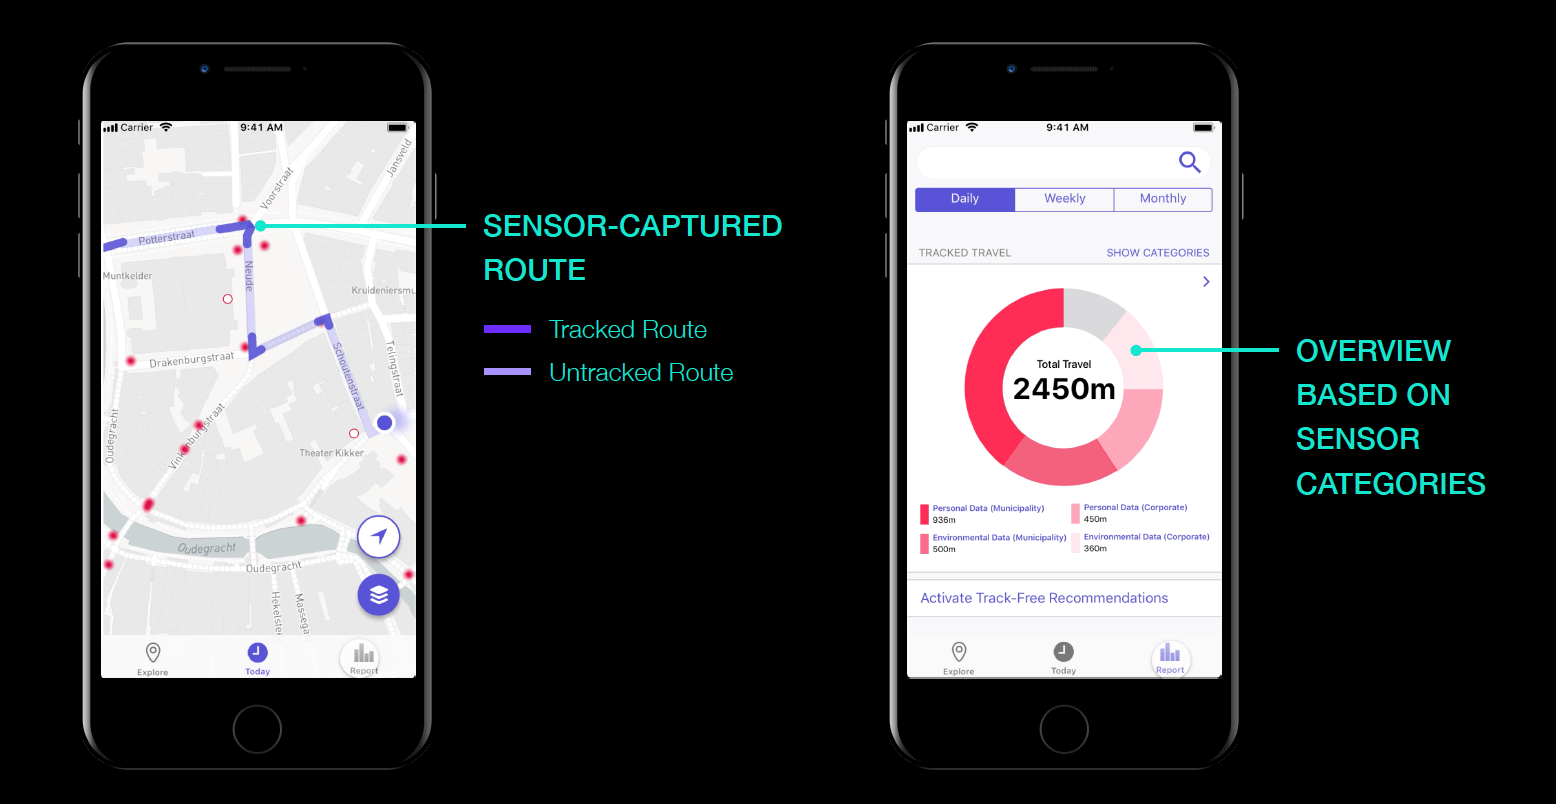 Carrier 9:41 AM
Jansveld
Voorstraat
Potterstraat
Neude
Muntkelder
Kruideniersmu
Drakenburgstraat
Schoutenstraat
Telingstraat
Oudegracht
Vinkenburgstraat
Theater Kikker
Oudegracht
Oudegracht
Hekelstee
Massega
Explore
Today
Report
SENSOR-CAPTURED
ROUTE
Tracked Route
Untracked Route
Carrier 9:41 AM
Daily Weekly Monthly
TRACKED TRAVEL SHOW CATEGORIES
Total Travel
2450m
Personal Data (Municipality)
936m
Personal Data (Corporate)
450m
Environmental Data (Municipality)
500m
Environmental Data (Corporate)
360m
Activate Track-Free Recommendations
Explore
Today
Report
OVERVIEW
BASED ON
SENSOR
CATEGORIES